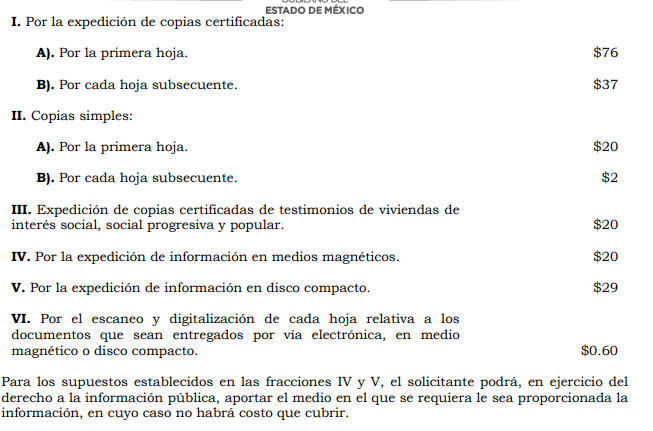 ESTADO DE MÉXICO
I. Por la expedición de copias certificadas:
A). Por la primera hoja. $76
B). Por cada hoja subsecuente. $37
II. Copias simples:
A). Por la primera hoja. $20
B). Por cada hoja subsecuente. $2
III. Expedición de copias certificadas de testimonios de viviendas de
interés social, social progresiva y popular. $20
IV. Por la expedición de información en medios magnéticos. $20
V. Por la expedición de información en disco compacto. $29
VI. Por el escaneo y digitalización de cada hoja relativa a los
documentos que sean entregados por vía electrónica, en medio
magnético o disco compacto. $0.60
Para los supuestos establecidos en las fracciones IV y V, el solicitante podrá, en ejercicio del
derecho a la información pública, aportar el medio en el que se requiera le sea proporcionada la
información, en cuyo caso no habrá costo que cubrir.